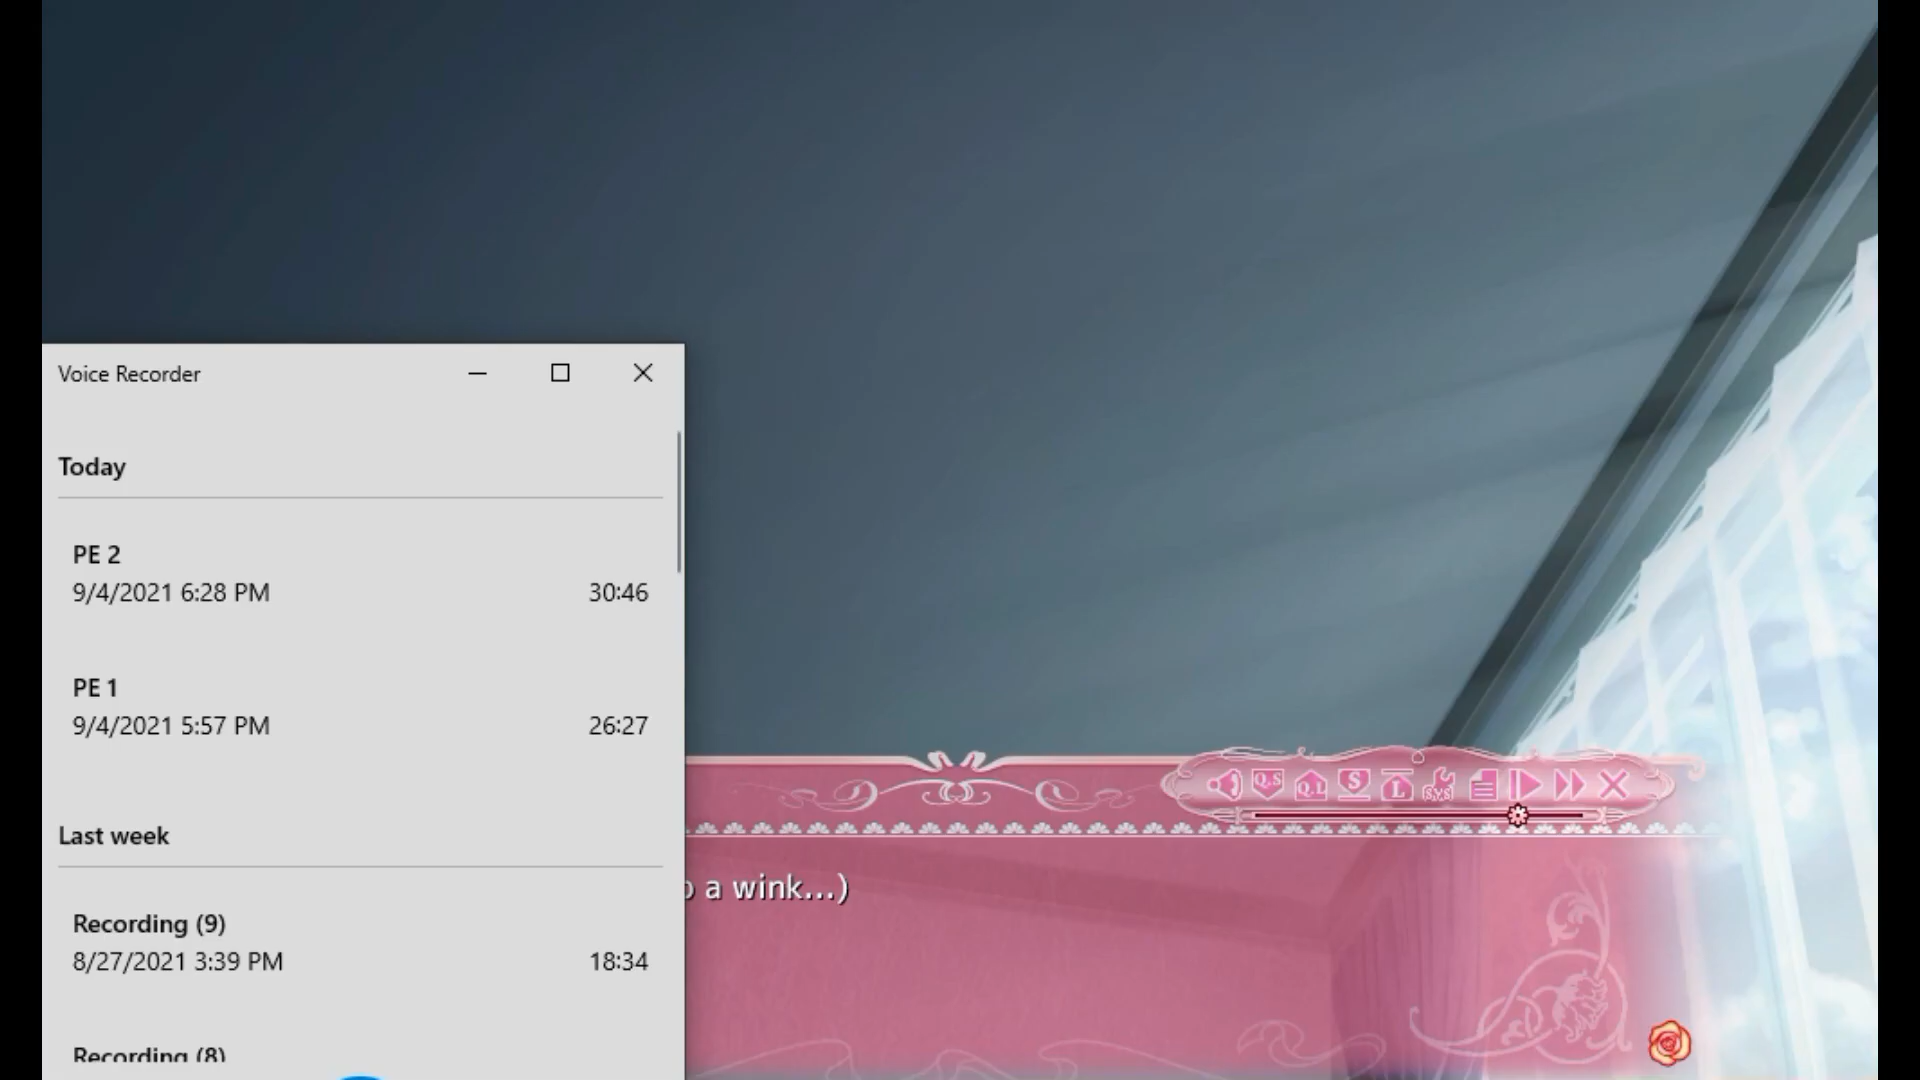 Voice Recorder
Today
PE 2
9/4/2021 6:28 PM 30:46
PE 1
9/4/2021 5:57 PM 26:27
Last week
Recording (9)
8/27/2021 3:39 PM 18:34
Recording (8)
Q.S Q.L S L SYS
a wink...)